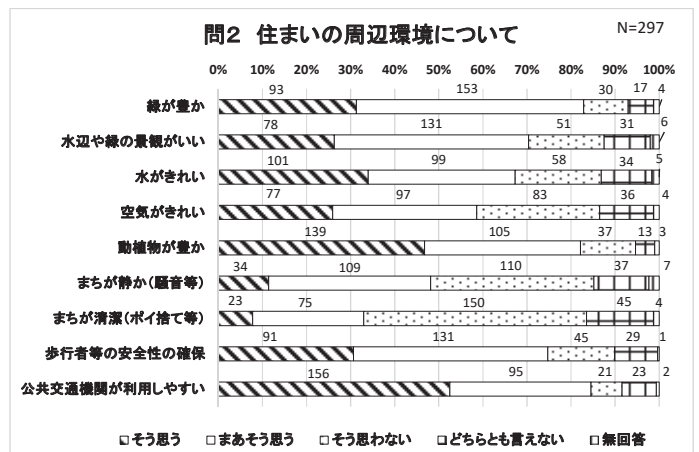 問2 住まいの周辺環境について
N=297
0% 10% 20% 30% 40% 50% 60% 70% 80% 90% 100%
93 153 30 17 4
緑が豊か
78 131 51 31 6
水辺や緑の景観がいい
101 99 58 34 5
水がきれい
77 97 83 36 4
空気がきれい
139 105 37 13 3
動植物が豊か
34 109 110 37 7
まちが静か(騒音等)
23 75 150 45 4
まちが清潔(ポイ捨て等)
91 131 45 29 1
歩行者等の安全性の確保
156 95 21 23 2
公共交通機関が利用しやすい
そう思う まあそう思う そう思わない どちらとも言えない 無回答